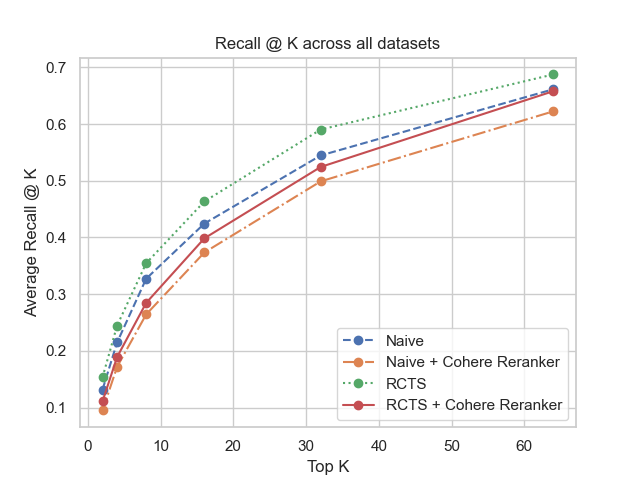 Recall @ K across all datasets
Average Recall @ K
0.7
0.6
0.5
0.4
0.3
0.2
0.1
Naive
Naive + Cohere Reranker
RCTS
RCTS + Cohere Reranker
0 10 20 30 40 50 60
Top K